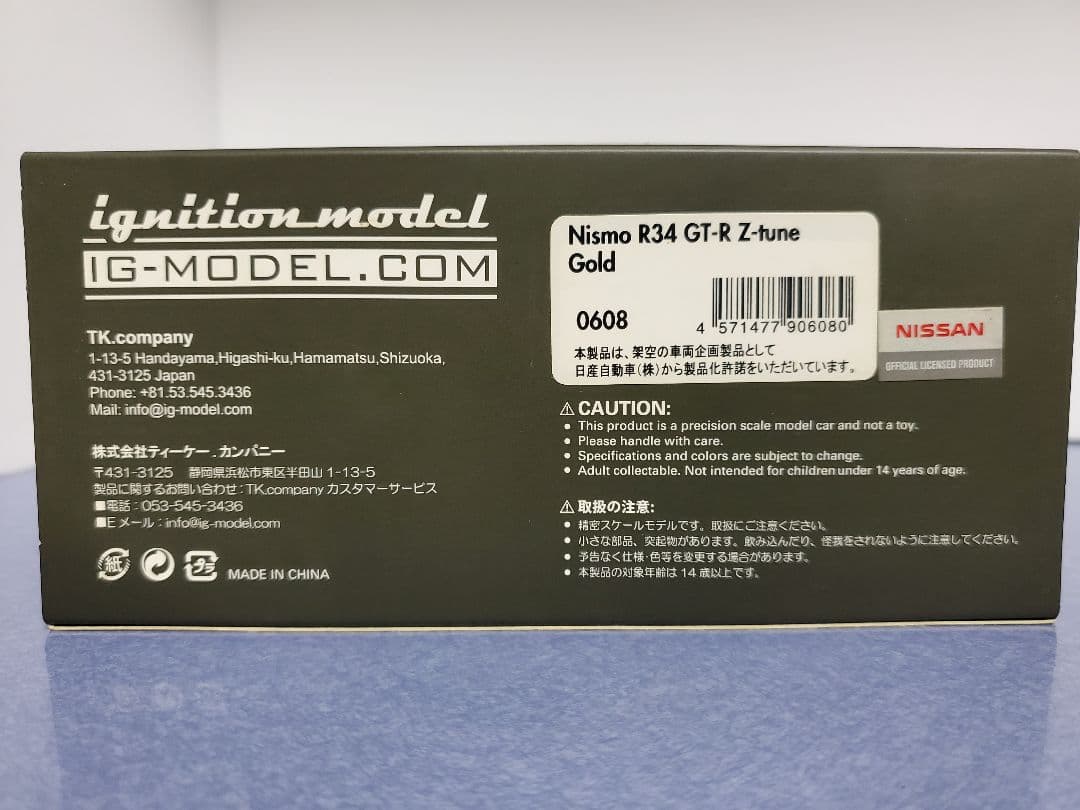 ignition model
IG-MODEL.COM
TK.company
1-13-5 Handayama,Higashi-ku,Hamamatsu,Shizuoka,
431-3125 Japan
Phone: +81.53.545.3436
Mail: info@ig-model.com
株式会社ティーケー.カンパニー
〒431-3125 静岡県浜松市東区半田山1-13-5
製品に関するお問い合わせ：TK.company カスタマーサービス
■電話：053-545-3436
■Eメール：info@ig-model.com
紙 プラ MADE IN CHINA
Nismo R34 GT-R Z-tune
Gold
0608
4 571477 906080
本製品は、架空の車両企画製品として
日産自動車(株)から製品化許諾をいただいています。
NISSAN
OFFICIAL LICENSED PRODUCT
⚠CAUTION:
• This product is a precision scale model car and not a toy.
• Please handle with care.
• Specifications and colors are subject to change.
• Adult collectable. Not intended for children under 14 years of age.
⚠取扱の注意:
• 精密スケールモデルです。取扱にご注意ください。
• 小さな部品、突起物があります。飲み込んだり、怪我をされないように注意してください。
• 予告なく仕様・色等を変更する場合があります。
• 本製品の対象年齢は14歳以上です。